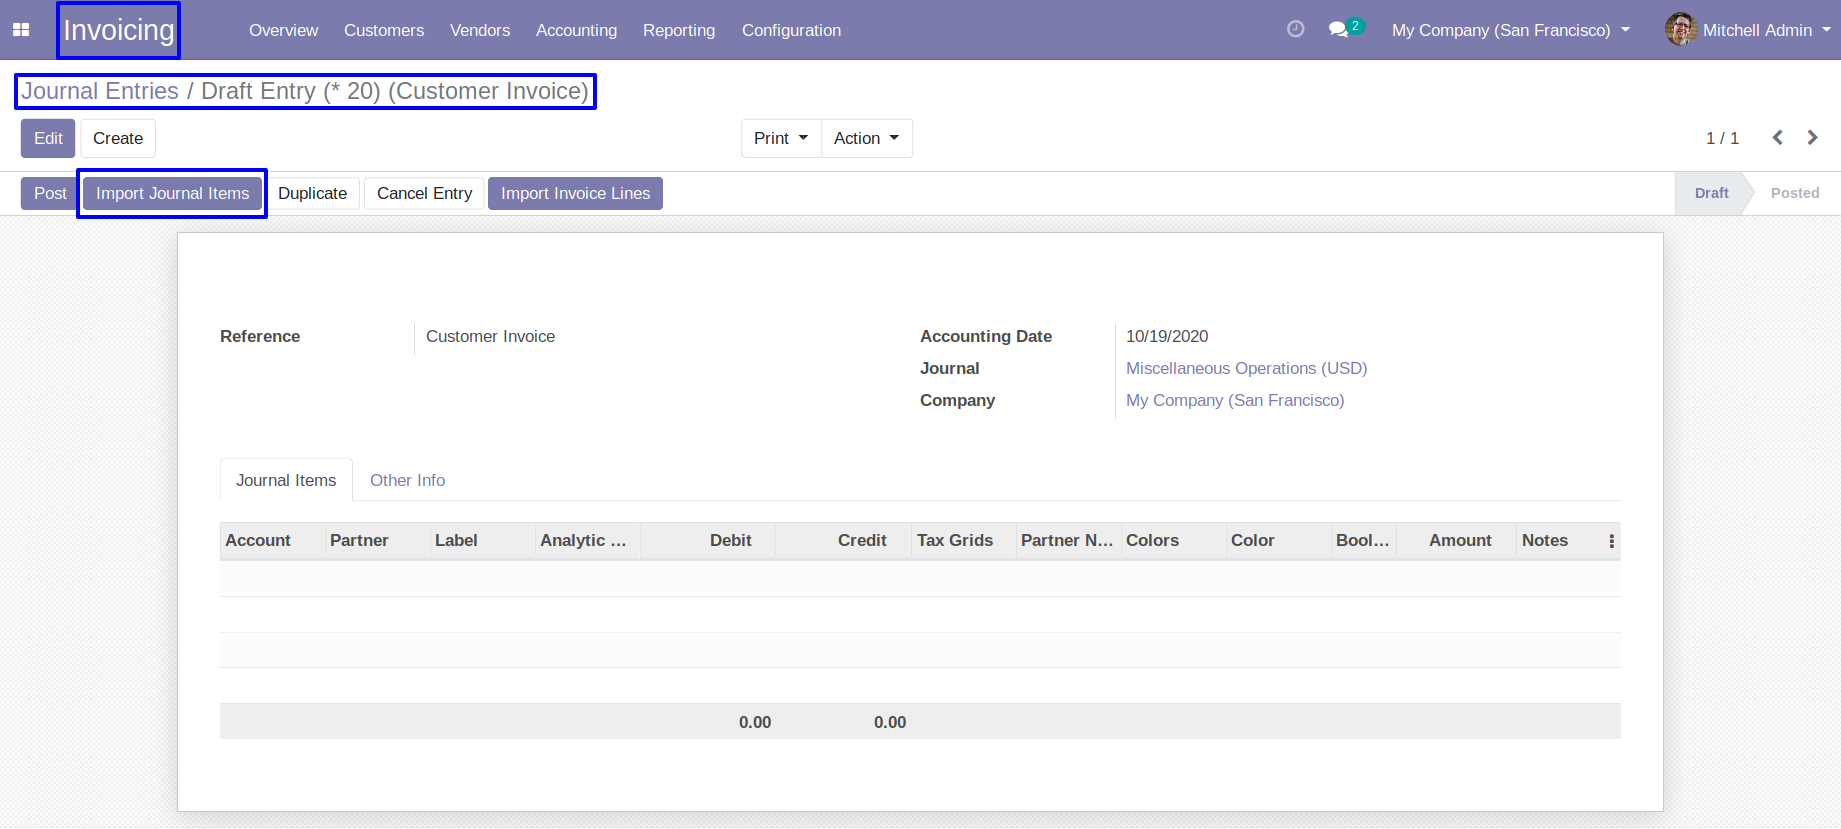 Invoicing Overview Customers Vendors Accounting Reporting Configuration 2 My Company (San Francisco) Mitchell Admin
Journal Entries / Draft Entry (* 20) (Customer Invoice)
Edit Create Print Action 1 / 1
Post Import Journal Items Duplicate Cancel Entry Import Invoice Lines Draft Posted
Reference Customer Invoice Accounting Date 10/19/2020
Journal Miscellaneous Operations (USD)
Company My Company (San Francisco)
Journal Items Other Info
Account Partner Label Analytic ... Debit Credit Tax Grids Partner N... Colors Color Bool... Amount Notes
0.00 0.00